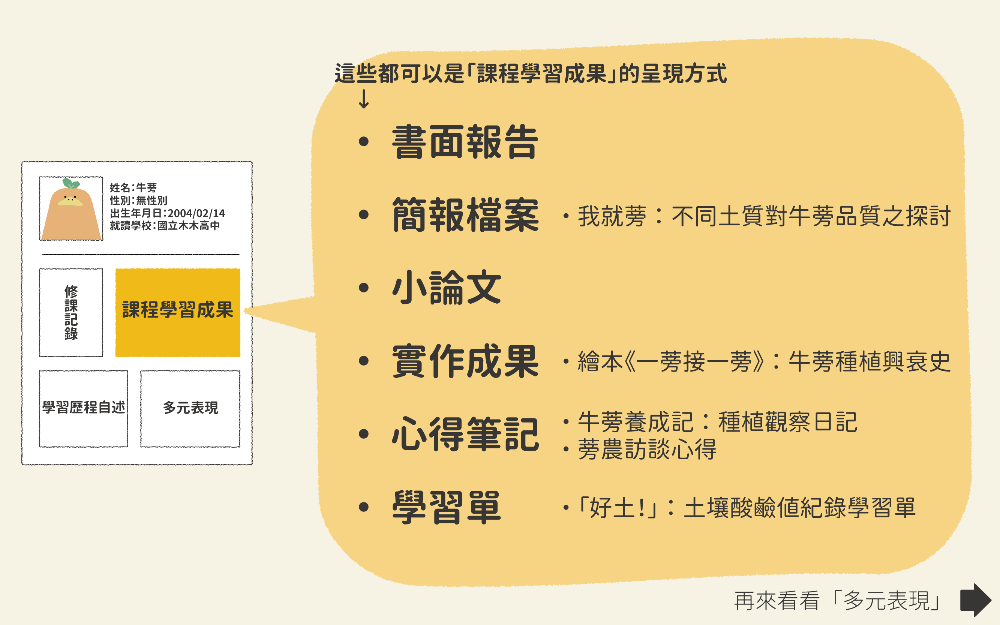 姓名：牛蒡
性別：無性別
出生年月日：2004/02/14
就讀學校：國立木木高中
修課記錄
課程學習成果
學習歷程自述
多元表現
這些都可以是「課程學習成果」的呈現方式
↓
• 書面報告
• 簡報檔案
・我就蒡：不同土質對牛蒡品質之探討
• 小論文
• 實作成果
・繪本《一蒡接一蒡》：牛蒡種植興衰史
• 心得筆記
・牛蒡養成記：種植觀察日記
・蒡農訪談心得
• 學習單
・「好土！」：土壤酸鹼值紀錄學習單
再來看看「多元表現」